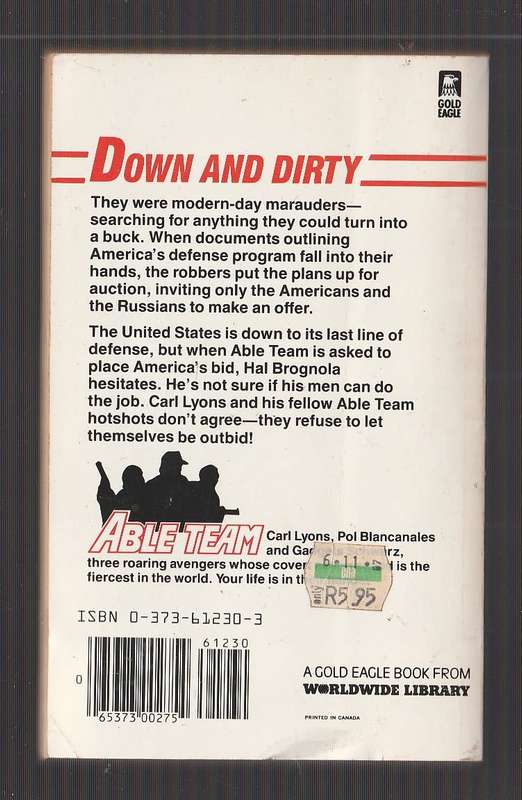 GOLD
EAGLE
DOWN AND DIRTY
They were modern-day marauders—
searching for anything they could turn into
a buck. When documents outlining
America's defense program fall into their
hands, the robbers put the plans up for
auction, inviting only the Americans and
the Russians to make an offer.
The United States is down to its last line of
defense, but when Able Team is asked to
place America's bid, Hal Brognola
hesitates. He's not sure if his men can do
the job. Carl Lyons and his fellow Able Team
hotshots don't agree—they refuse to let
themselves be outbid!
ABLE TEAM
Carl Lyons, Pol Blancanales
and
three roaring avengers whose is the
fiercest in the world. Your life is in
only R5.95
ISBN 0-373-61230-3
61230
0
65373 00275
A GOLD EAGLE BOOK FROM
WORLDWIDE LIBRARY
PRINTED IN CANADA